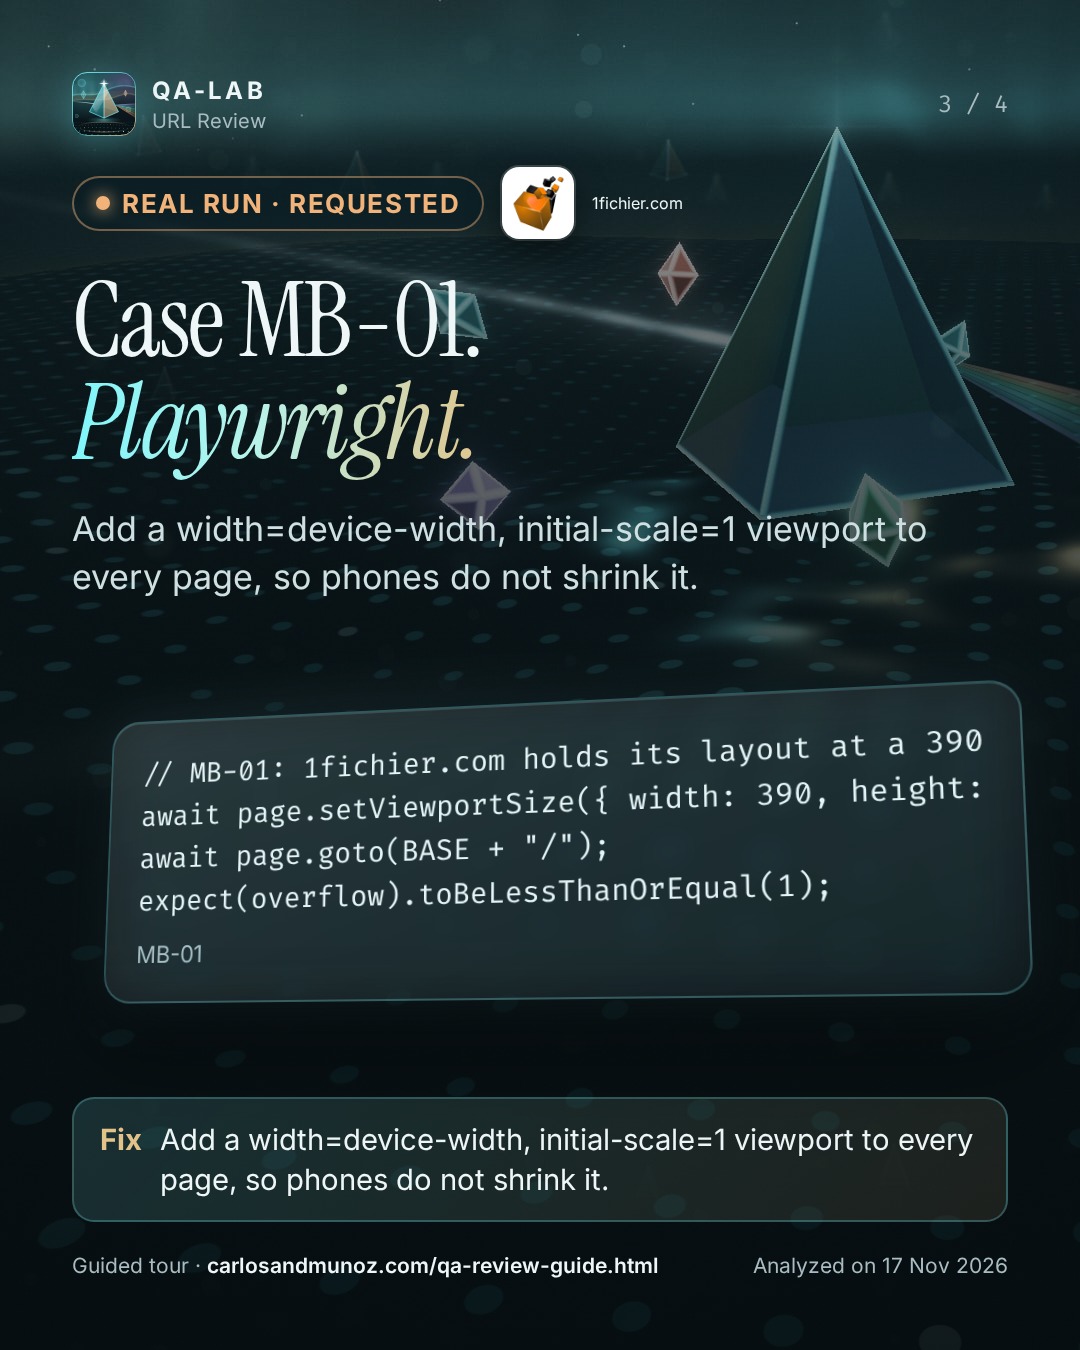 QA-LAB
URL Review
3 / 4
REAL RUN · REQUESTED
1fichier.com
Case MB-01.
Playwright.
Add a width=device-width, initial-scale=1 viewport to
every page, so phones do not shrink it.
// MB-01: 1fichier.com holds its layout at a 390
await page.setViewportSize({ width: 390, height:
await page.goto(BASE + "/");
expect(overflow).toBeLessThanOrEqual(1);
MB-01
Fix Add a width=device-width, initial-scale=1 viewport to every
page, so phones do not shrink it.
Guided tour · carlosandmunoz.com/qa-review-guide.html
Analyzed on 17 Nov 2026